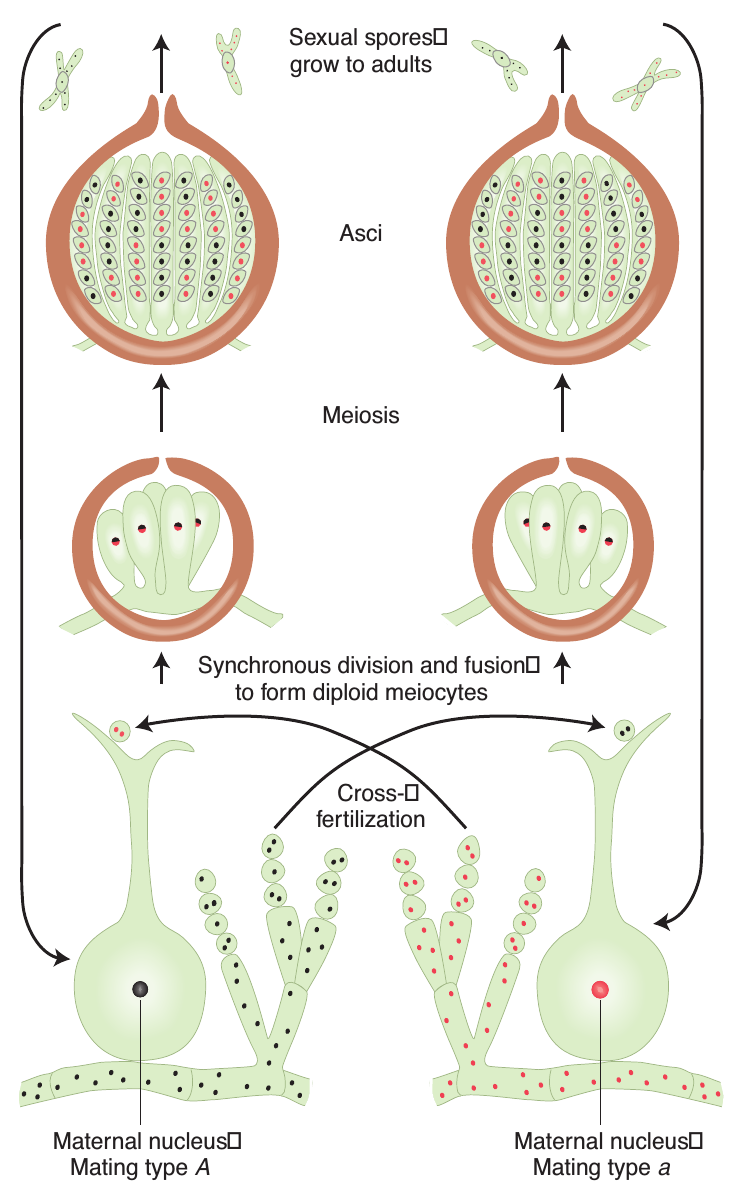 Sexual spores□
grow to adults
Asci
Meiosis
Synchronous division and fusion□
to form diploid meiocytes
Cross-□
fertilization
Maternal nucleus□
Mating type A
Maternal nucleus□
Mating type a